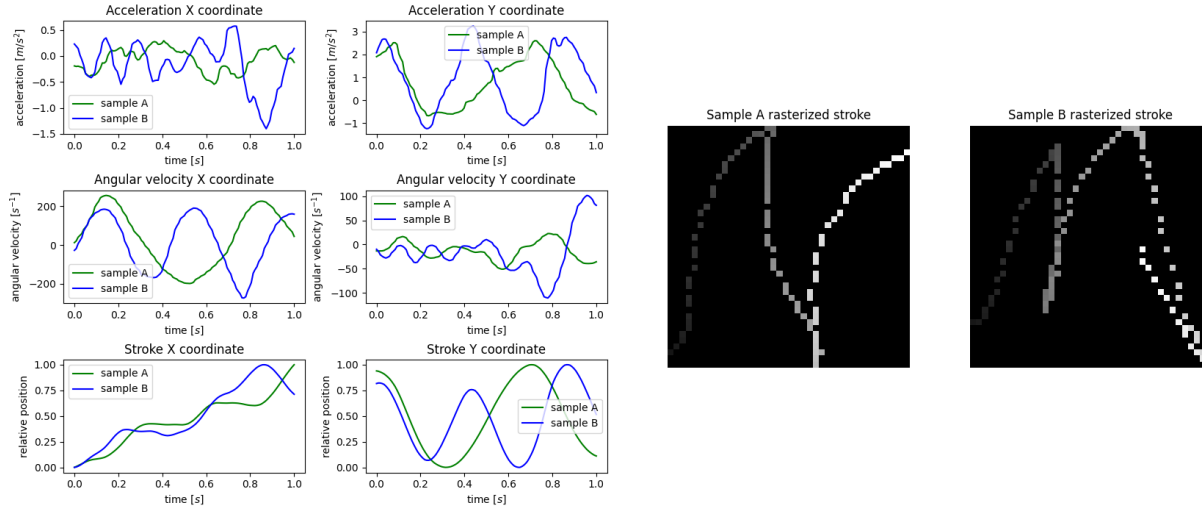 Acceleration X coordinate
acceleration [m/s²]
0.5
0.0
−0.5
−1.0
−1.5
sample A
sample B
0.0 0.2 0.4 0.6 0.8 1.0
time [s]
Acceleration Y coordinate
acceleration [m/s²]
3
2
1
0
−1
sample A
sample B
0.0 0.2 0.4 0.6 0.8 1.0
time [s]
Angular velocity X coordinate
angular velocity [s⁻¹]
200
0
−200
sample A
sample B
0.0 0.2 0.4 0.6 0.8 1.0
time [s]
Angular velocity Y coordinate
angular velocity [s⁻¹]
100
50
0
−50
−100
sample A
sample B
0.0 0.2 0.4 0.6 0.8 1.0
time [s]
Stroke X coordinate
relative position
1.00
0.75
0.50
0.25
0.00
sample A
sample B
0.0 0.2 0.4 0.6 0.8 1.0
time [s]
Stroke Y coordinate
relative position
1.00
0.75
0.50
0.25
0.00
sample A
sample B
0.0 0.2 0.4 0.6 0.8 1.0
time [s]
Sample A rasterized stroke
Sample B rasterized stroke